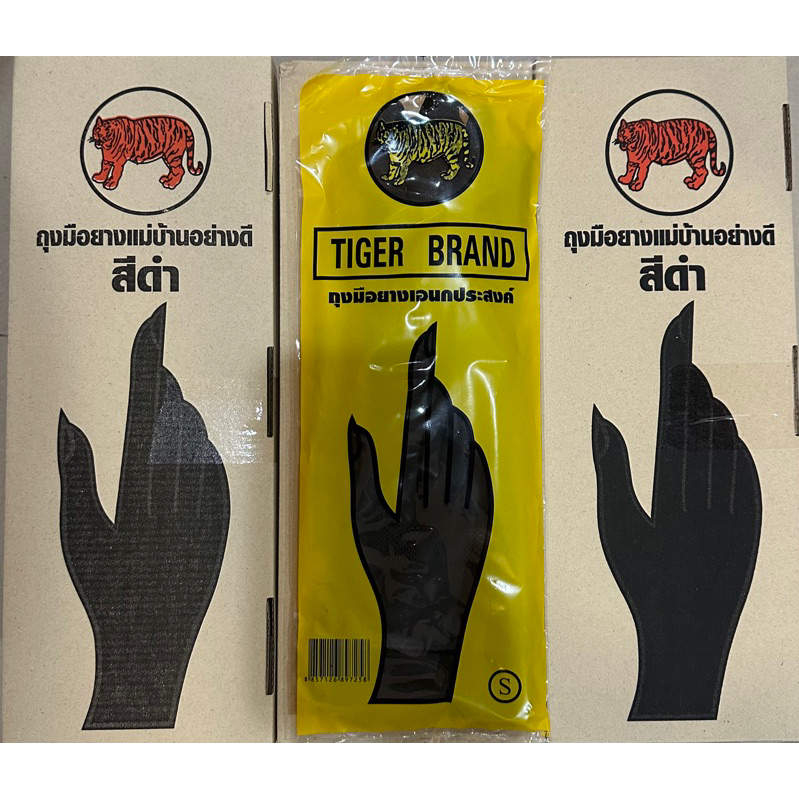 ถุงมือยางแม่บ้านอย่างดี
สีดำ
TIGER BRAND
ถุงมือยางเอนกประสงค์
8857126897258
S
ถุงมือยางแม่บ้านอย่างดี
สีดำ